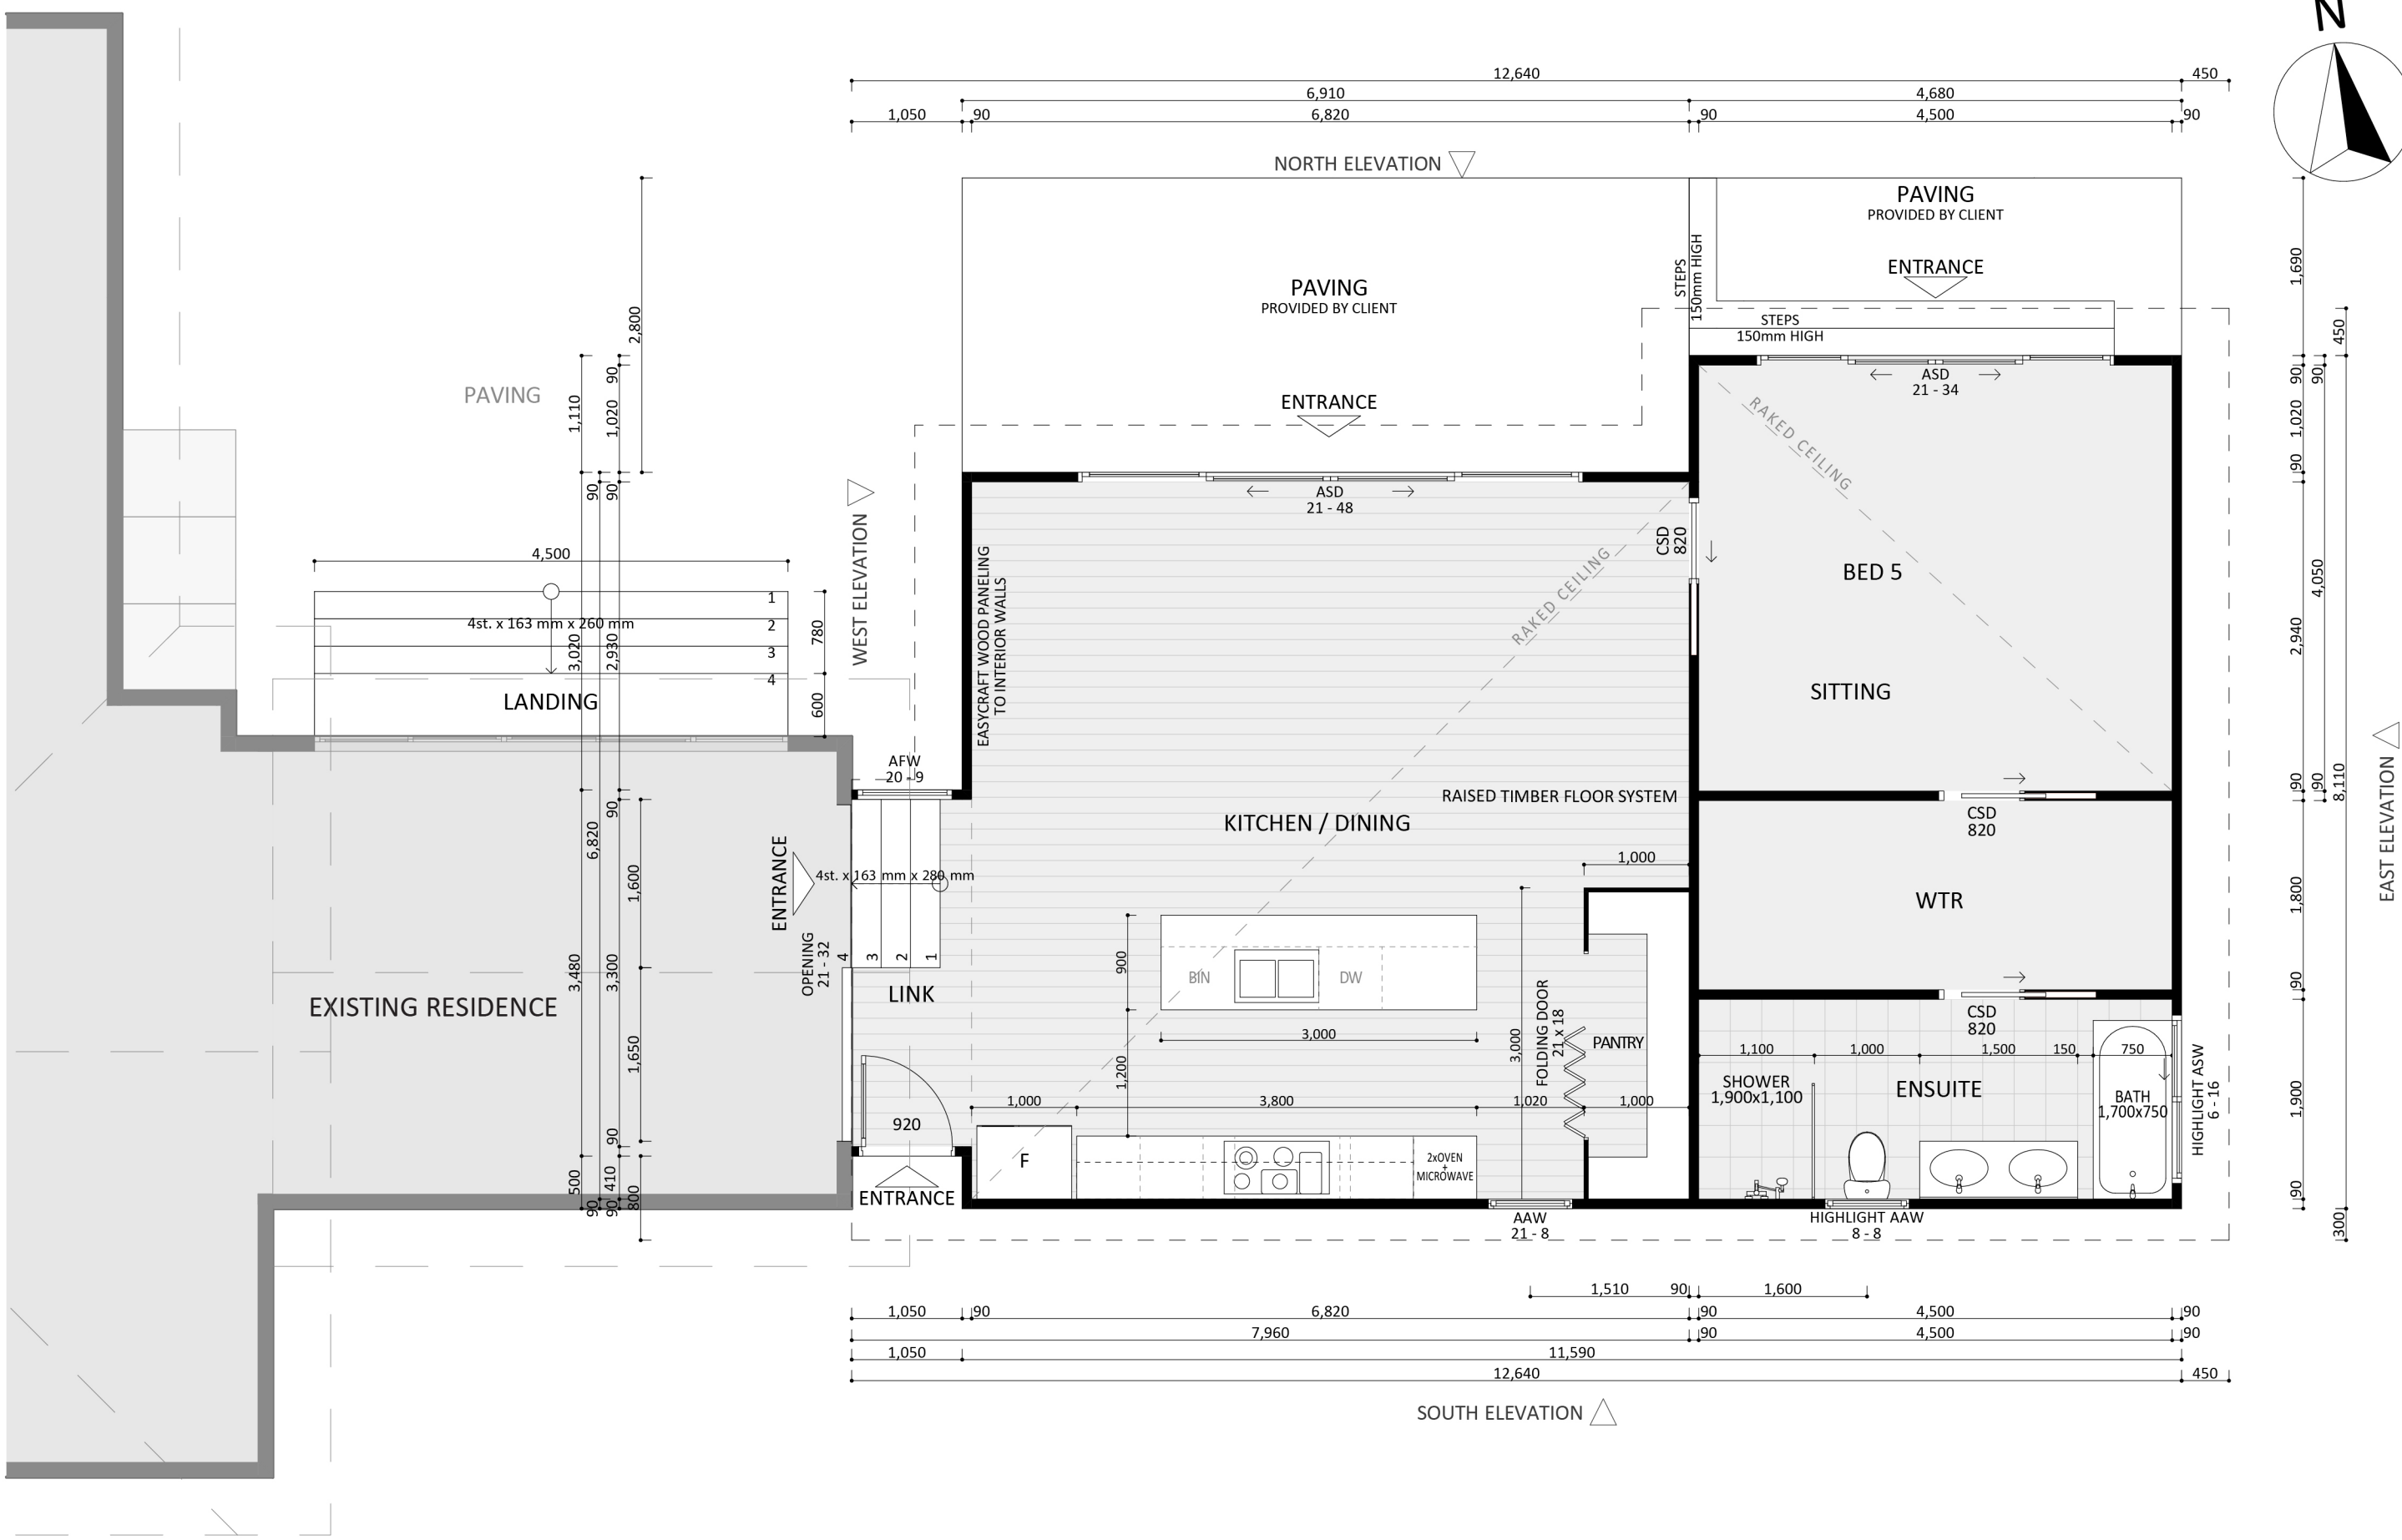 N
12,640
450
6,910
4,680
1,050
90
6,820
90
4,500
90
NORTH ELEVATION
PAVING
PROVIDED BY CLIENT
ENTRANCE
STEPS
150mm HIGH
STEPS
150mm HIGH
PAVING
PROVIDED BY CLIENT
ENTRANCE
ASD
21 - 34
RAKED CEILING
ASD
21 - 48
CSD
820
BED 5
SITTING
RAKED CEILING
EASYCRAFT WOOD PANELING
TO INTERIOR WALLS
WEST ELEVATION
PAVING
2,800
1,110
90
1,020
90
90
4,500
1
2
3
4
4st. x 163 mm x 260 mm
3,020
2,930
780
600
LANDING
AFW
20 - 9
90
6,820
1,600
3,480
3,300
1,650
90
500
410
90
90
800
EXISTING RESIDENCE
ENTRANCE
4st. x 163 mm x 280 mm
OPENING
21 - 32
4
3
2
1
LINK
920
ENTRANCE
RAISED TIMBER FLOOR SYSTEM
KITCHEN / DINING
1,000
900
BIN
DW
3,000
1,200
3,000
FOLDING DOOR
21 x 18
PANTRY
1,000
3,800
1,020
1,000
F
2xOVEN
+
MICROWAVE
AAW
21 - 8
CSD
820
WTR
CSD
820
1,100
1,000
1,500
150
750
SHOWER
1,900x1,100
ENSUITE
BATH
1,700x750
HIGHLIGHT ASW
6 - 16
HIGHLIGHT AAW
8 - 8
1,690
450
90
90
1,020
90
4,050
2,940
90
90
8,110
1,800
90
1,900
90
300
EAST ELEVATION
1,510
90
1,600
1,050
90
6,820
90
4,500
90
7,960
90
4,500
90
1,050
11,590
12,640
450
SOUTH ELEVATION